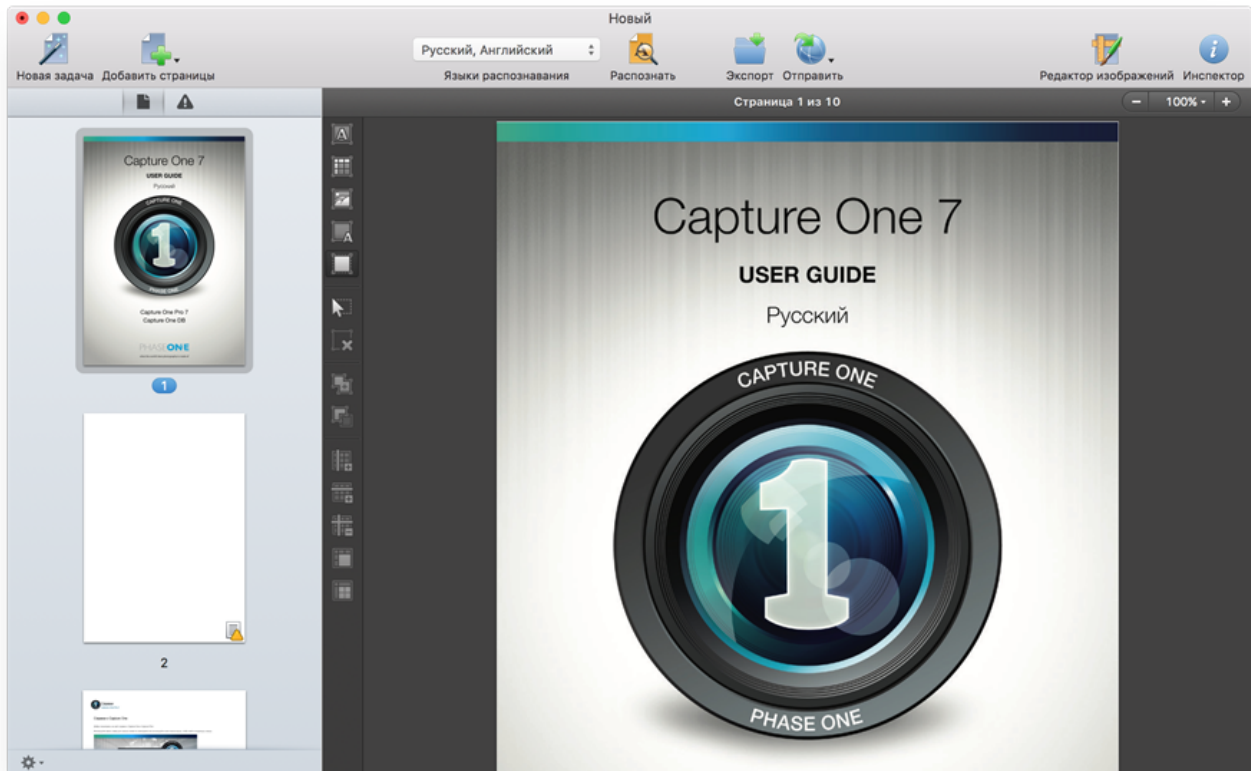 Новый
Новая задача
Добавить страницы
Русский, Английский
Языки распознавания
Распознать
Экспорт
Отправить
Редактор изображений
Инспектор
Страница 1 из 10
100%
Capture One 7
USER GUIDE
Русский
CAPTURE ONE
1
PHASE ONE
Capture One Pro 7
Capture One DB
PHASEONE
1
2
Capture One 7
USER GUIDE
Русский
CAPTURE ONE
1
PHASE ONE